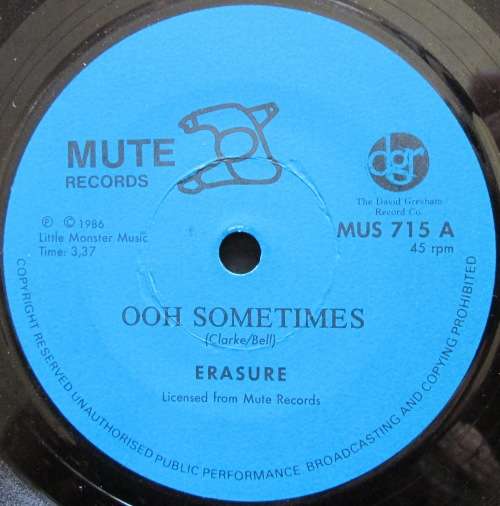 MUTE
RECORDS
dgr
The David Gresham
Record Co.
℗ © 1986
Little Monster Music
Time: 3,37
MUS 715 A
45 rpm
OOH SOMETIMES
(Clarke/Bell)
ERASURE
Licensed from Mute Records
COPYRIGHT RESERVED UNAUTHORISED PUBLIC PERFORMANCE. BROADCASTING AND COPYING PROHIBITED